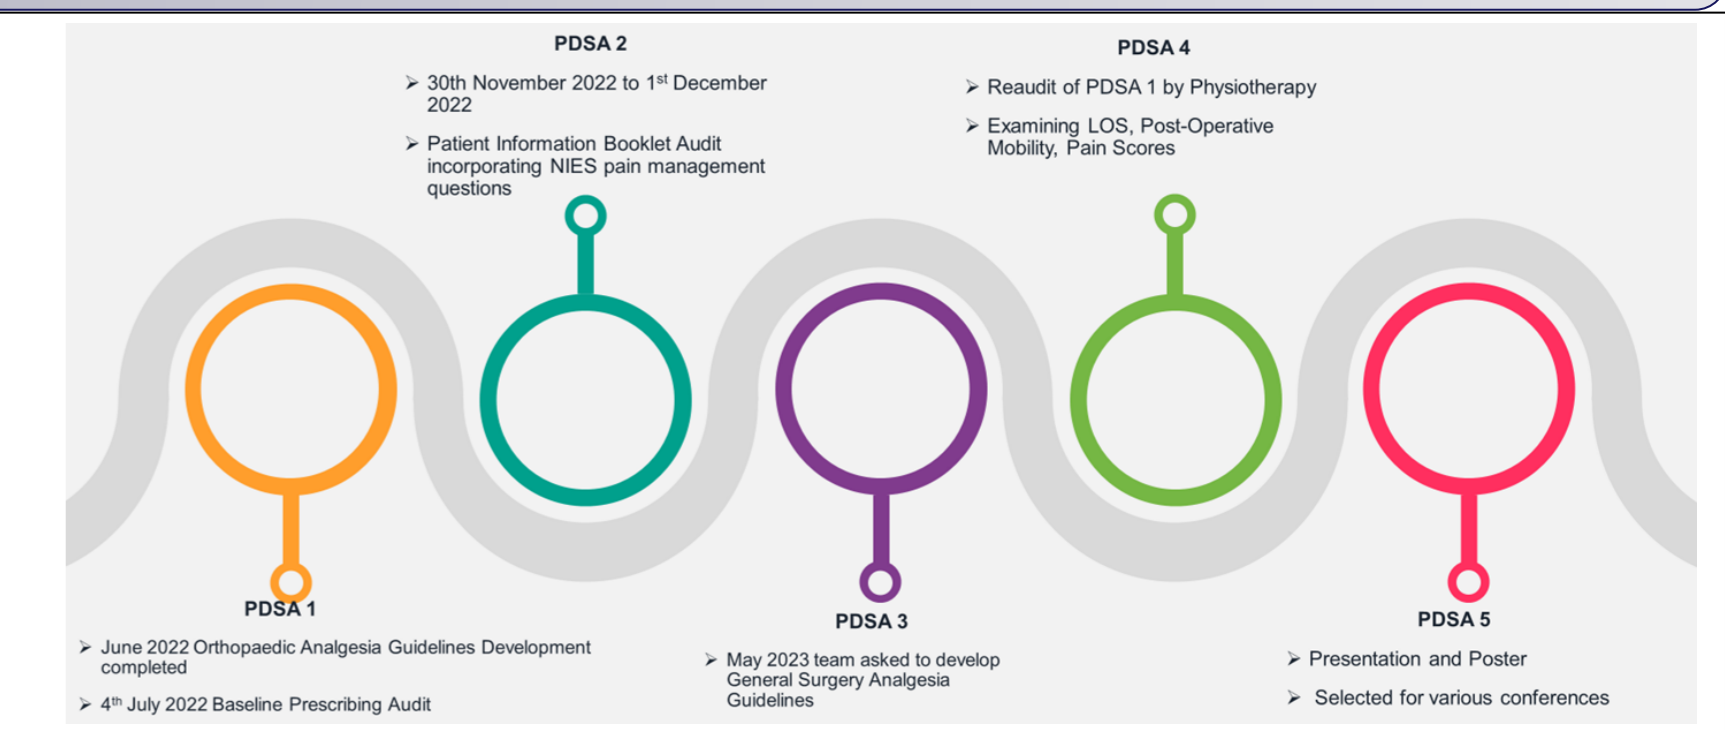 PDSA 1
➢ June 2022 Orthopaedic Analgesia Guidelines Development
completed
➢ 4th July 2022 Baseline Prescribing Audit
PDSA 2
➢ 30th November 2022 to 1st December
2022
➢ Patient Information Booklet Audit
incorporating NIES pain management
questions
PDSA 3
➢ May 2023 team asked to develop
General Surgery Analgesia
Guidelines
PDSA 4
➢ Reaudit of PDSA 1 by Physiotherapy
➢ Examining LOS, Post-Operative
Mobility, Pain Scores
PDSA 5
➢ Presentation and Poster
➢ Selected for various conferences